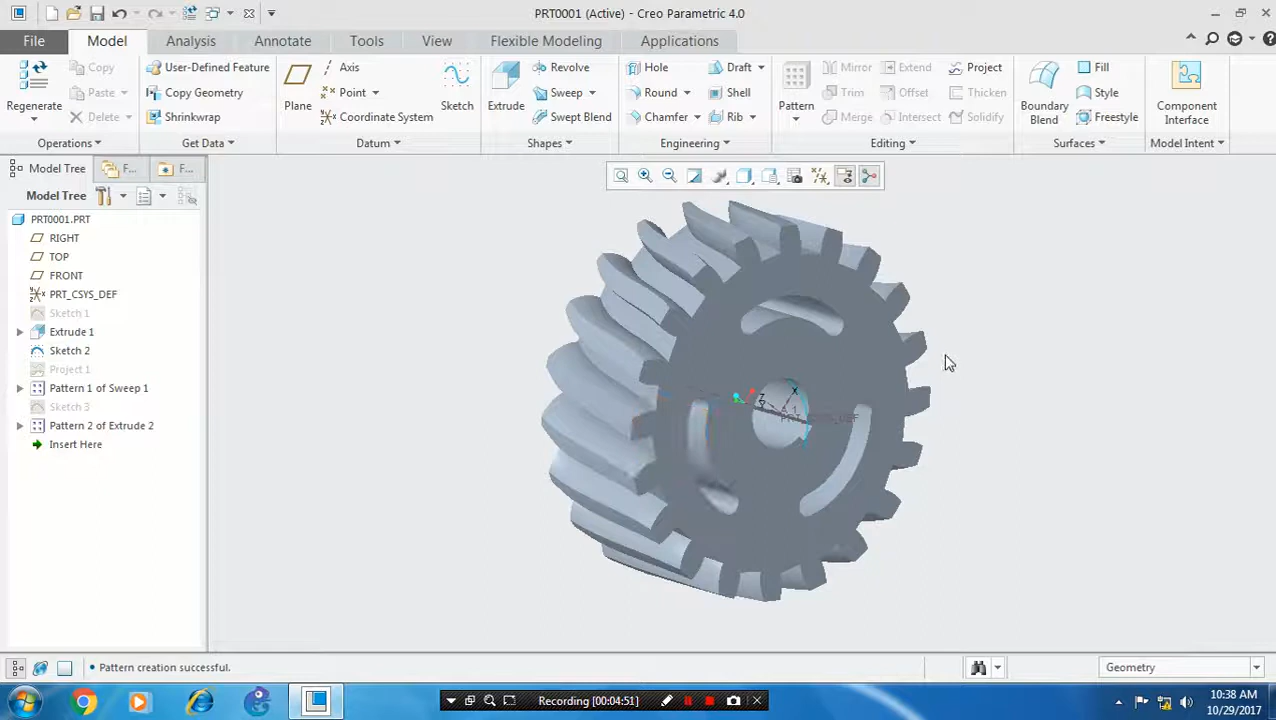 PRT0001 (Active) - Creo Parametric 4.0
File Model Analysis Annotate Tools View Flexible Modeling Applications
Regenerate
Copy
Paste
Delete
Operations
User-Defined Feature
Copy Geometry
Shrinkwrap
Get Data
Plane
Axis
Point
Coordinate System
Sketch
Datum
Extrude
Revolve
Sweep
Swept Blend
Shapes
Hole
Round
Chamfer
Draft
Shell
Rib
Engineering
Pattern
Mirror
Trim
Merge
Extend
Offset
Intersect
Project
Thicken
Solidify
Editing
Boundary
Blend
Fill
Style
Freestyle
Surfaces
Component
Interface
Model Intent
Model Tree
F...
F...
Model Tree
PRT0001.PRT
RIGHT
TOP
FRONT
PRT_CSYS_DEF
Sketch 1
Extrude 1
Sketch 2
Project 1
Pattern 1 of Sweep 1
Sketch 3
Pattern 2 of Extrude 2
Insert Here
X
Z
Y
A_1
PRT_CSYS_DEF
• Pattern creation successful.
Geometry
Recording [00:04:51]
10:38 AM
10/29/2017